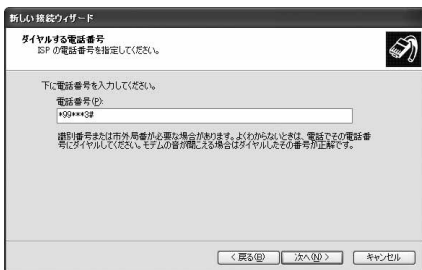 新しい接続ウィザード
ダイヤルする電話番号
ISP の電話番号を指定してください。
下に電話番号を入力してください。
電話番号(P):
*99***3#
識別番号または市外局番が必要な場合があります。よくわからないときは、電話でその電話番
号にダイヤルしてください。モデムの音が聞こえる場合はダイヤルしたその番号が正解です。
< 戻る(B)
次へ(N) >
キャンセル